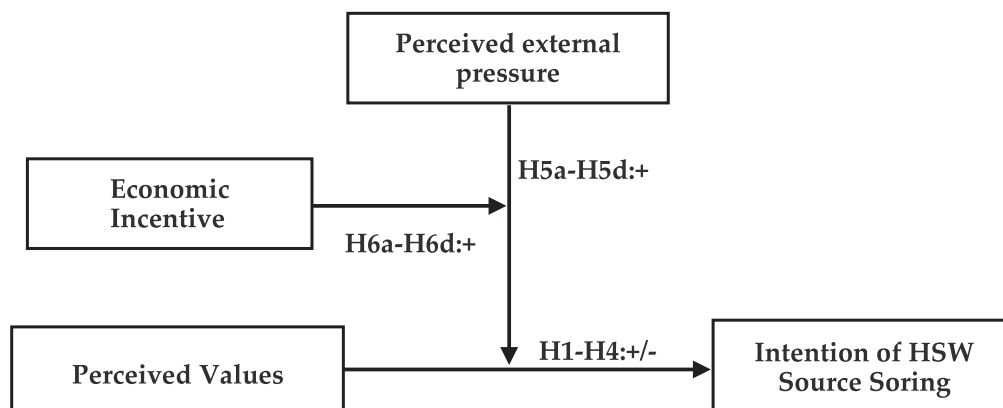 Perceived external
pressure
H5a-H5d:+
Economic
Incentive
H6a-H6d:+
H1-H4:+/-
Perceived Values
Intention of HSW
Source Soring